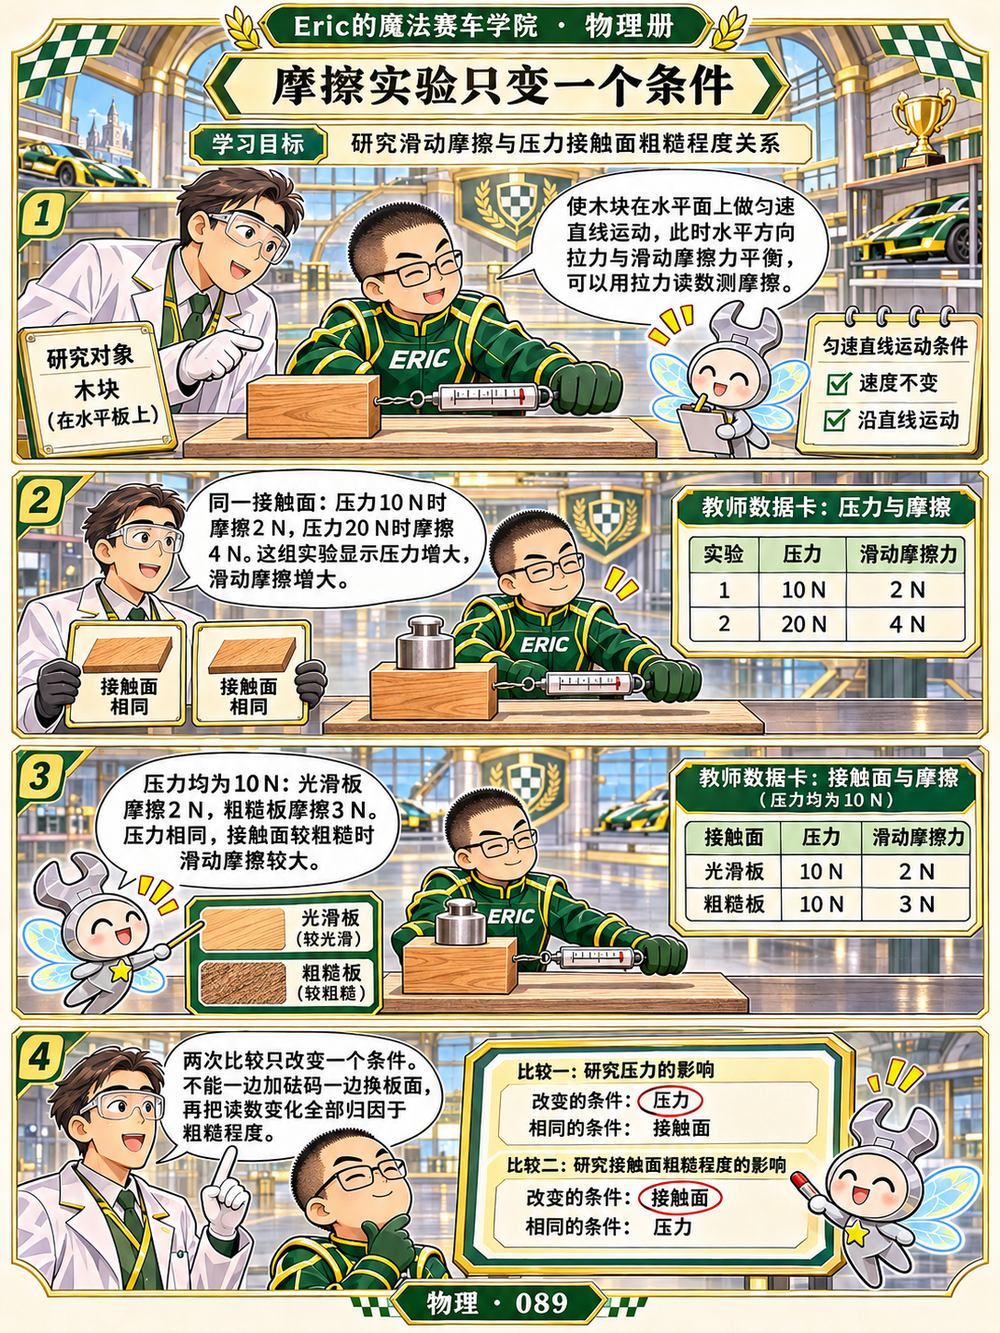 Eric的魔法赛车学院 · 物理册
摩擦实验只变一个条件
学习目标
研究滑动摩擦与压力接触面粗糙程度关系
1
使木块在水平面上做匀速
直线运动，此时水平方向
拉力与滑动摩擦力平衡，
可以用拉力读数测摩擦。
研究对象
木块
（在水平板上）
ERIC
匀速直线运动条件
速度不变
沿直线运动
2
同一接触面：压力10 N时
摩擦2 N，压力20 N时摩擦
4 N。这组实验显示压力增大，
滑动摩擦增大。
接触面
相同
接触面
相同
ERIC
教师数据卡：压力与摩擦
实验 压力 滑动摩擦力
1 10 N 2 N
2 20 N 4 N
3
压力均为10 N：光滑板
摩擦2 N，粗糙板摩擦3 N。
压力相同，接触面较粗糙时
滑动摩擦较大。
光滑板
（较光滑）
粗糙板
（较粗糙）
ERIC
教师数据卡：接触面与摩擦
（压力均为10 N）
接触面 压力 滑动摩擦力
光滑板 10 N 2 N
粗糙板 10 N 3 N
4
两次比较只改变一个条件。
不能一边加砝码一边换板面，
再把读数变化全部归因于
粗糙程度。
比较一：研究压力的影响
改变的条件：压力
相同的条件：接触面
比较二：研究接触面粗糙程度的影响
改变的条件：接触面
相同的条件：压力
物理 · 089